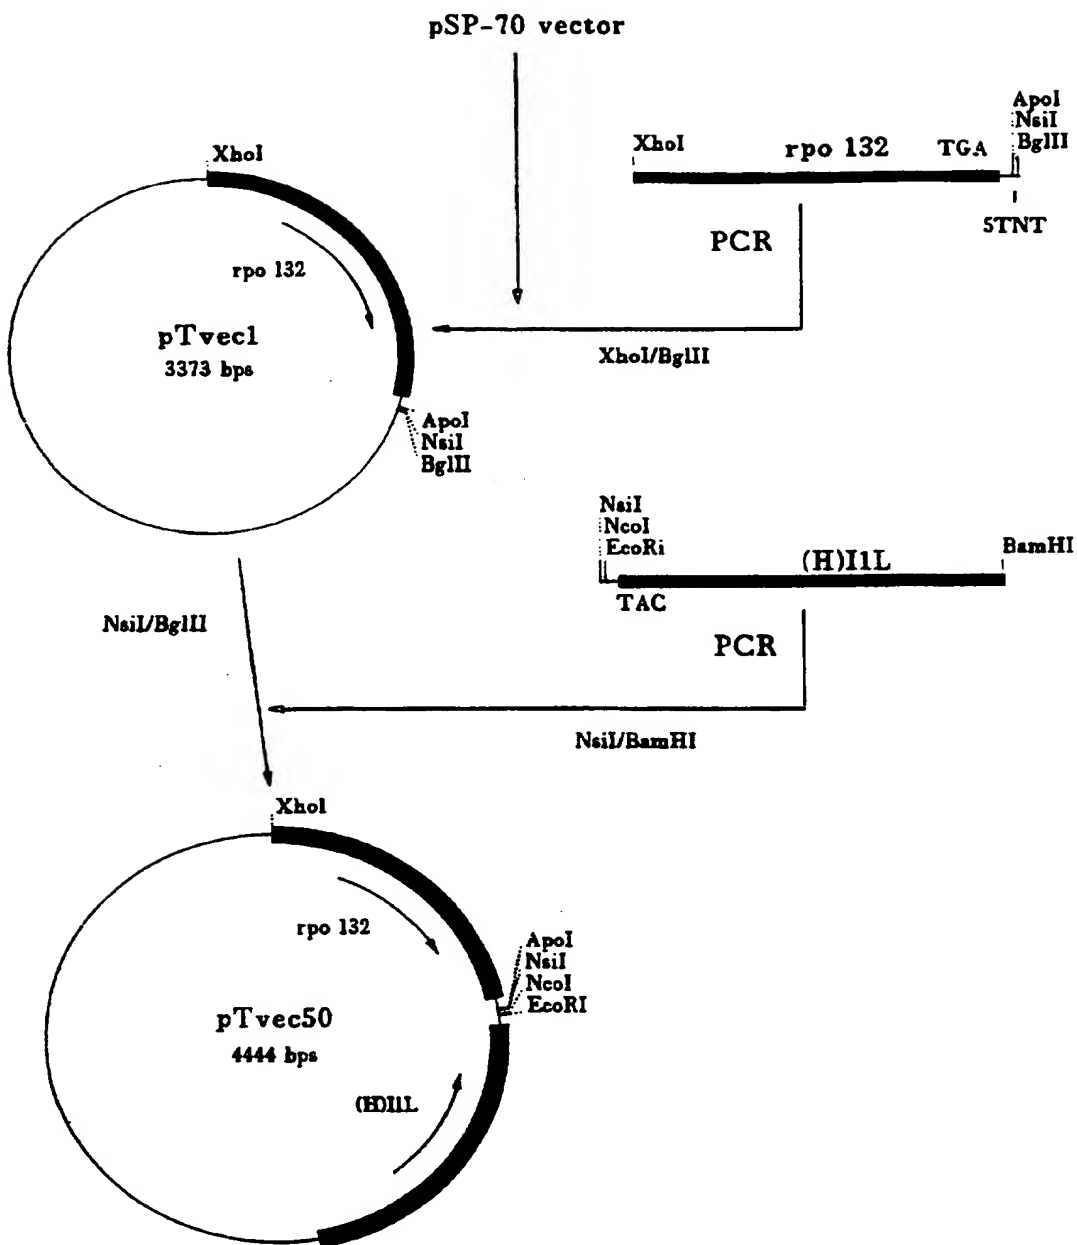 pSP-70 vector
XhoI
rpo 132
pTvec1
3373 bps
ApoI
NsiI
BglII
XhoI
rpo 132
TGA
ApoI
NsiI
BglII
5TNT
PCR
XhoI/BglII
NsiI
NcoI
EcoRi
(H)I1L
BamHI
TAC
PCR
NsiI/BglII
NsiI/BamHI
XhoI
rpo 132
ApoI
NsiI
NcoI
EcoRI
pTvec50
4444 bps
(H)I1L